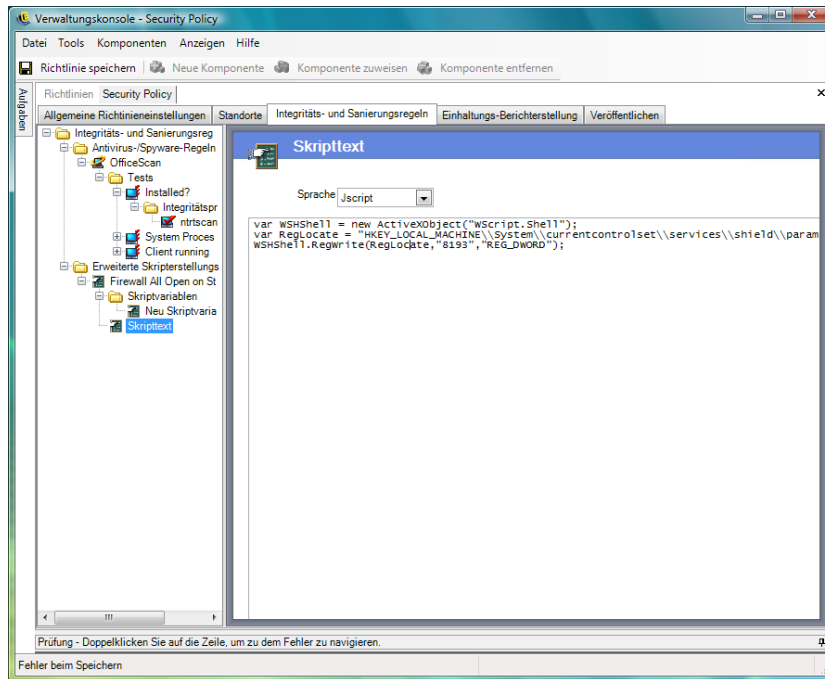 Verwaltungskonsole - Security Policy
Datei Tools Komponenten Anzeigen Hilfe
Richtlinie speichern Neue Komponente Komponente zuweisen Komponente entfernen
Aufgaben
Richtlinien Security Policy
Allgemeine Richtinieneinstellungen Standorte Integritäts- und Sanierungsregeln Einhaltungs-Berichterstellung Veröffentlichen
Integritäts- und Sanierungsreg
Antivirus-/Spyware-Regeln
OfficeScan
Tests
Installed?
Integritätspr
ntrtscan
System Proces
Client running
Erweiterte Skripterstellungs
Firewall All Open on St
Skriptvariablen
Neu Skriptvaria
Skripttext
Skripttext
Sprache Jscript
var WSHShell = new ActiveXObject("WScript.Shell");
var RegLocate = "HKEY_LOCAL_MACHINE\\System\\currentcontrolset\\services\\shield\\param
WSHShell.RegWrite(RegLocate,"8193","REG_DWORD");
Prüfung - Doppelklicken Sie auf die Zeile, um zu dem Fehler zu navigieren.
Fehler beim Speichern